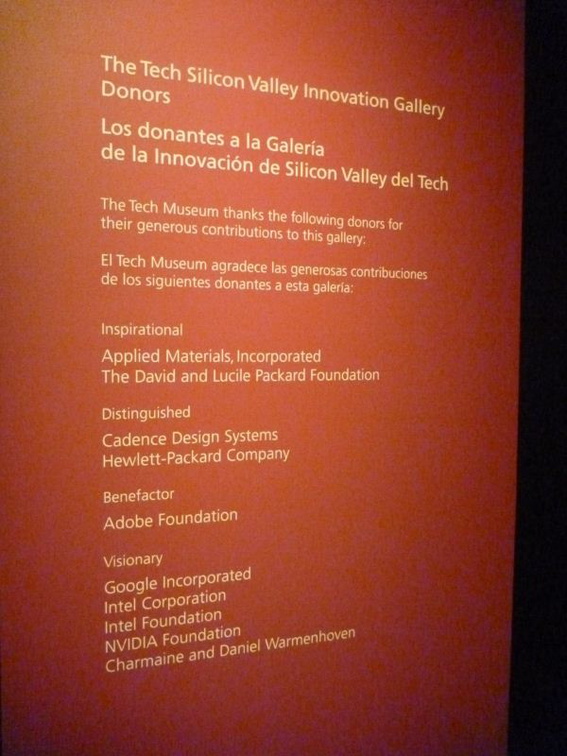 The Tech Silicon Valley Innovation Gallery
Donors
Los donantes a la Galería
de la Innovación de Silicon Valley del Tech
The Tech Museum thanks the following donors for
their generous contributions to this gallery:
El Tech Museum agradece las generosas contribuciones
de los siguientes donantes a esta galería:
Inspirational
Applied Materials, Incorporated
The David and Lucile Packard Foundation
Distinguished
Cadence Design Systems
Hewlett-Packard Company
Benefactor
Adobe Foundation
Visionary
Google Incorporated
Intel Corporation
Intel Foundation
NVIDIA Foundation
Charmaine and Daniel Warmenhoven